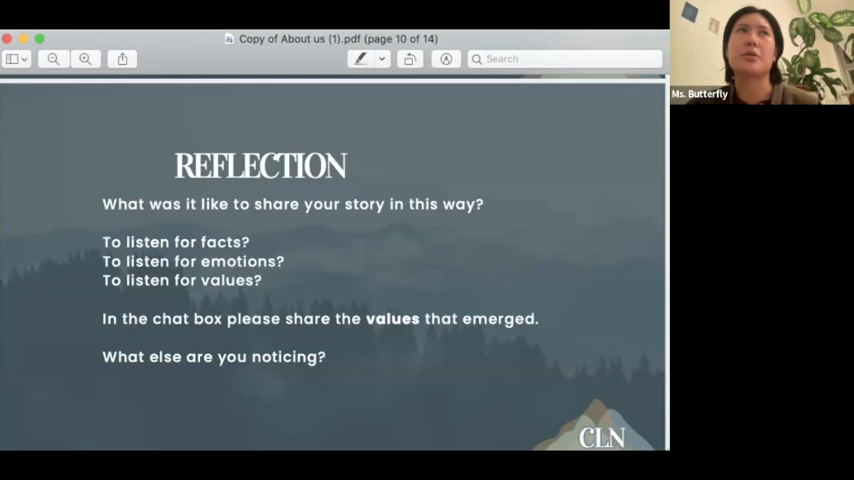 Copy of About us (1).pdf (page 10 of 14)
Search
Ms. Butterfly
REFLECTION
What was it like to share your story in this way?
To listen for facts?
To listen for emotions?
To listen for values?
In the chat box please share the values that emerged.
What else are you noticing?
CLN